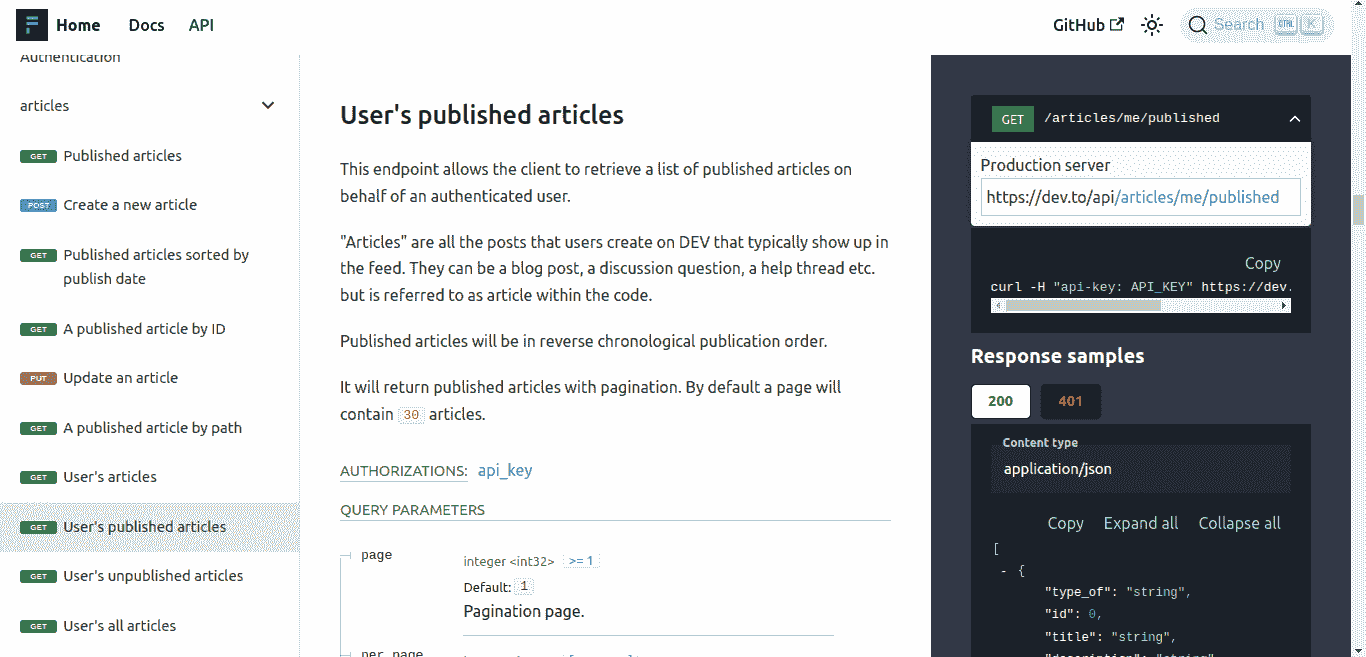 Home Docs API GitHub Search CTRL K
Authentication
articles
GET Published articles
POST Create a new article
GET Published articles sorted by
publish date
GET A published article by ID
PUT Update an article
GET A published article by path
GET User's articles
GET User's published articles
GET User's unpublished articles
GET User's all articles
User's published articles
This endpoint allows the client to retrieve a list of published articles on
behalf of an authenticated user.
"Articles" are all the posts that users create on DEV that typically show up in
the feed. They can be a blog post, a discussion question, a help thread etc.
but is referred to as article within the code.
Published articles will be in reverse chronological publication order.
It will return published articles with pagination. By default a page will
contain 30 articles.
AUTHORIZATIONS: api_key
QUERY PARAMETERS
page integer <int32> >= 1
Default: 1
Pagination page.
per_page
GET /articles/me/published
Production server
https://dev.to/api/articles/me/published
Copy
curl -H "api-key: API_KEY" https://dev.
Response samples
200 401
Content type
application/json
Copy Expand all Collapse all
[
- {
"type_of": "string",
"id": 0,
"title": "string",
"description": "string"